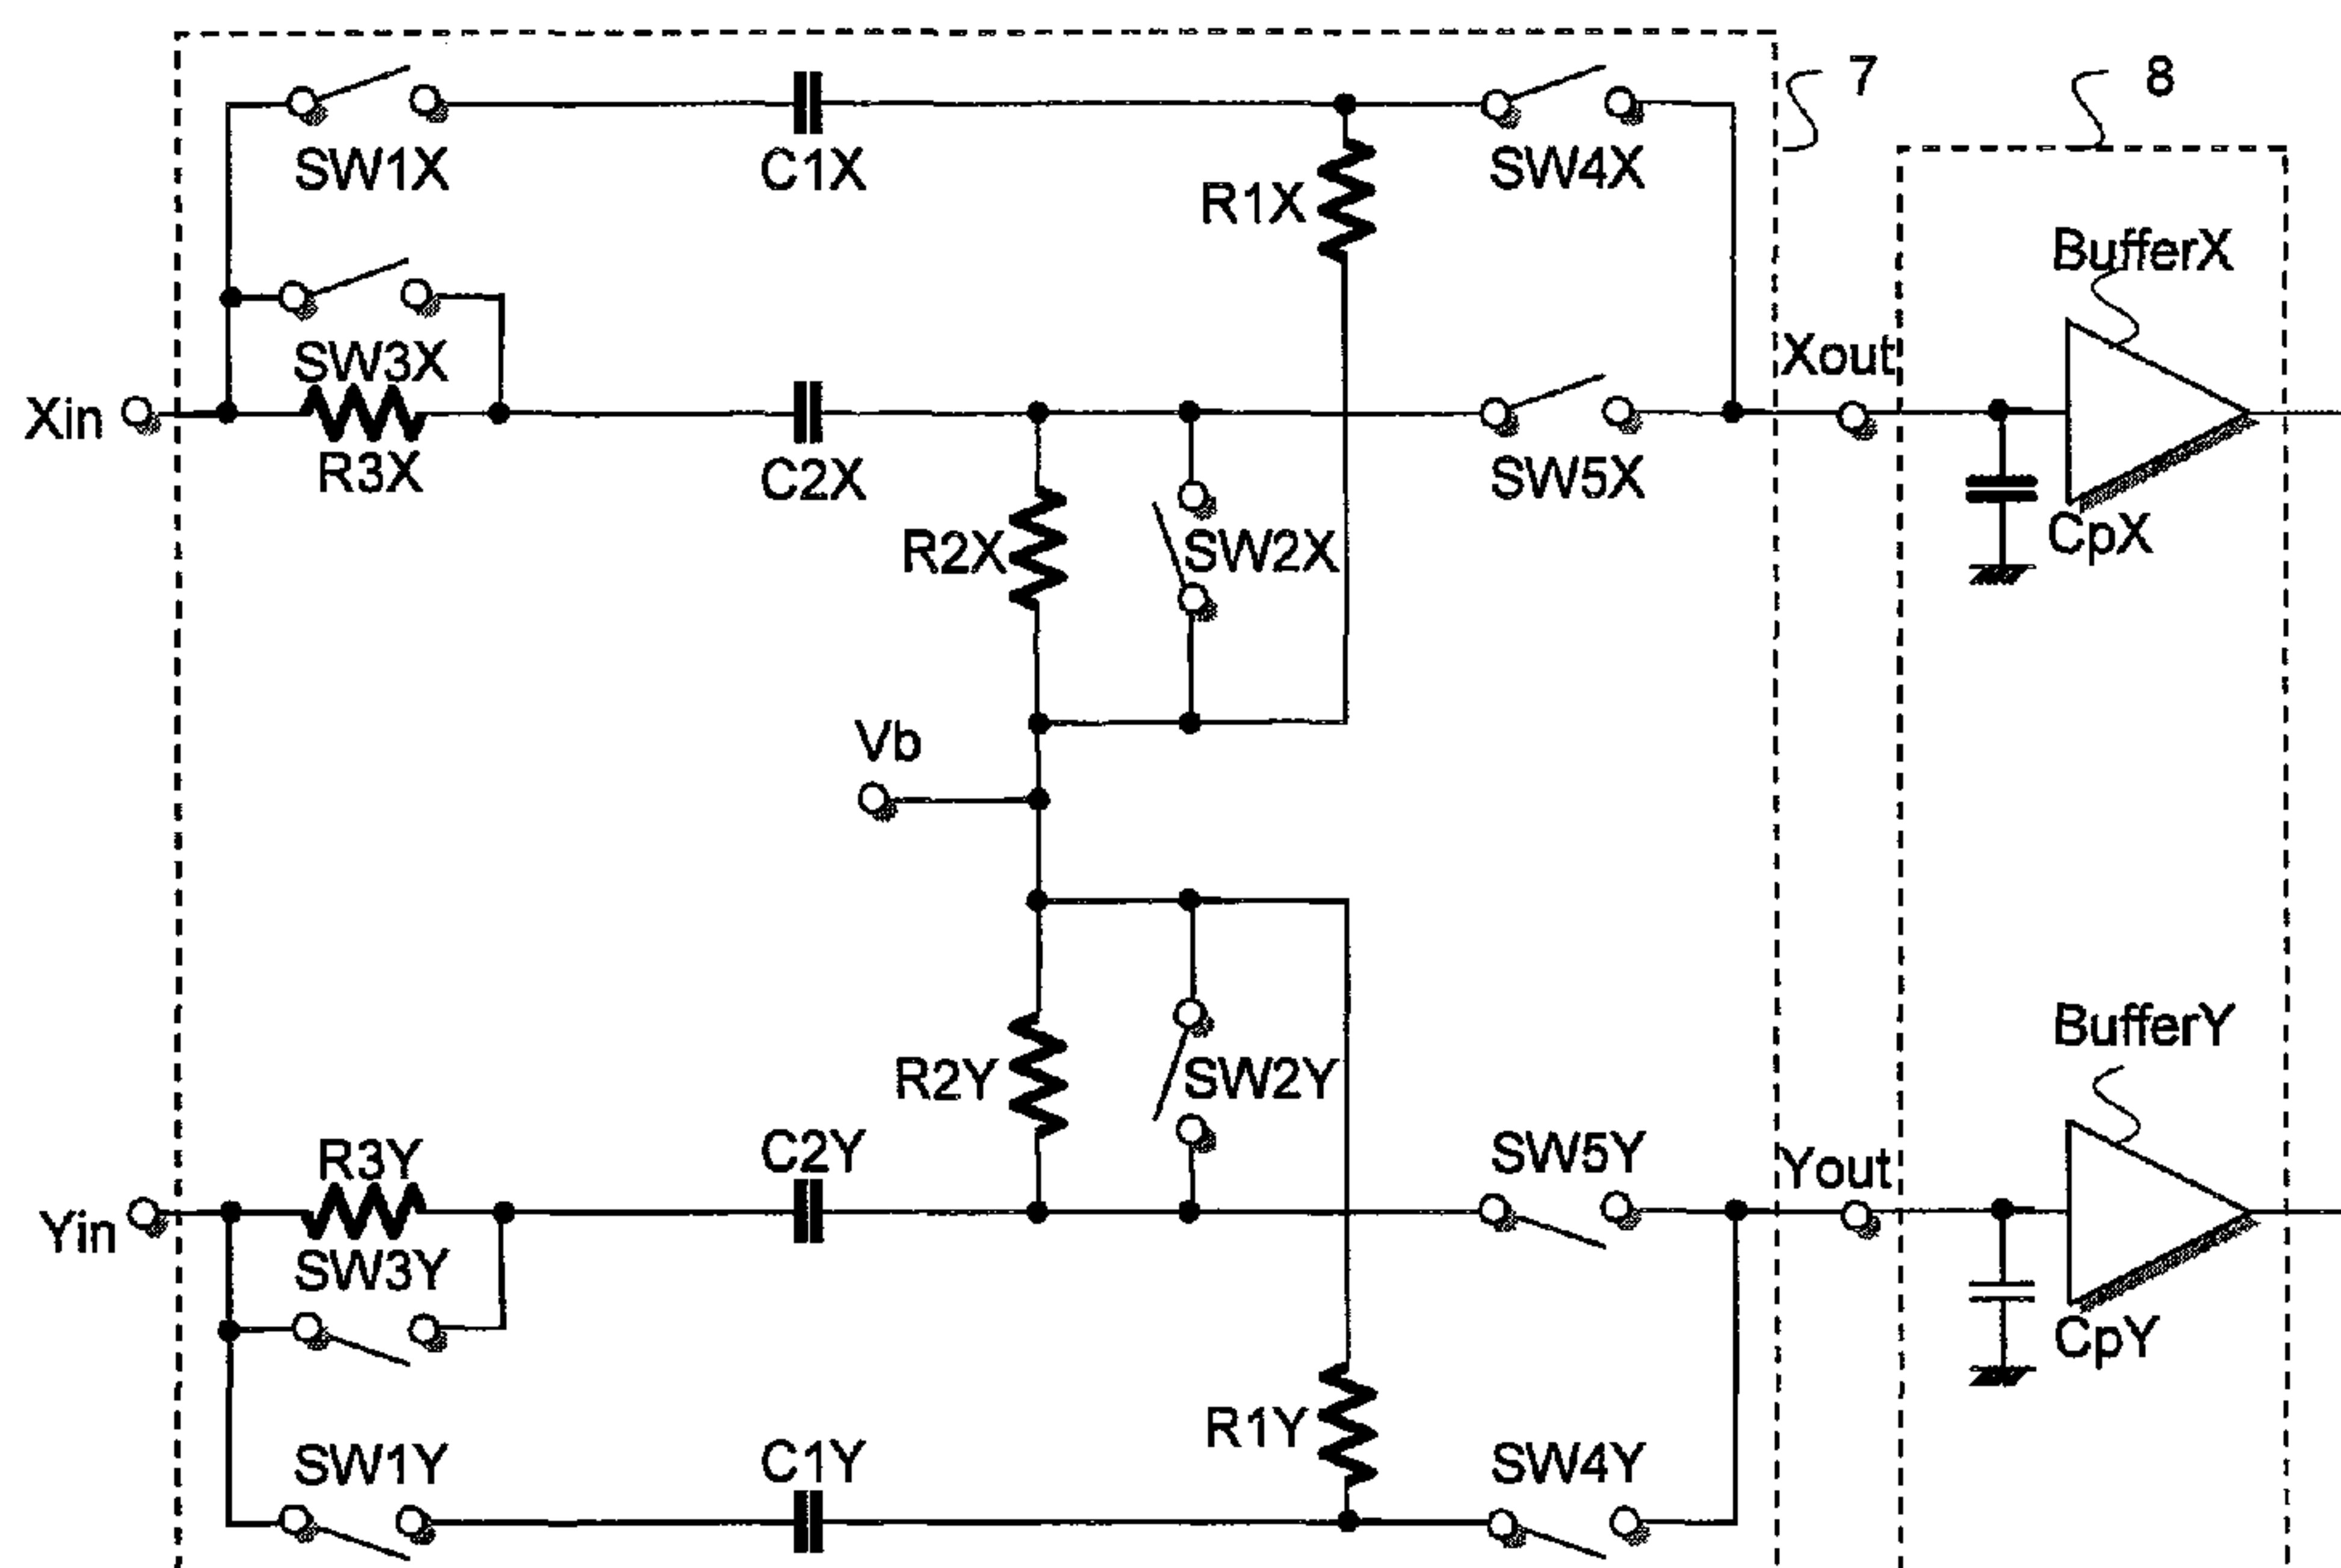 7
8
SW1X
C1X
SW4X
R1X
BufferX
SW3X
Xout
Xin
R3X
C2X
SW5X
CpX
R2X
SW2X
Vb
BufferY
R2Y
SW2Y
R3Y
C2Y
SW5Y
Yout
Yin
SW3Y
CpY
R1Y
SW1Y
C1Y
SW4Y